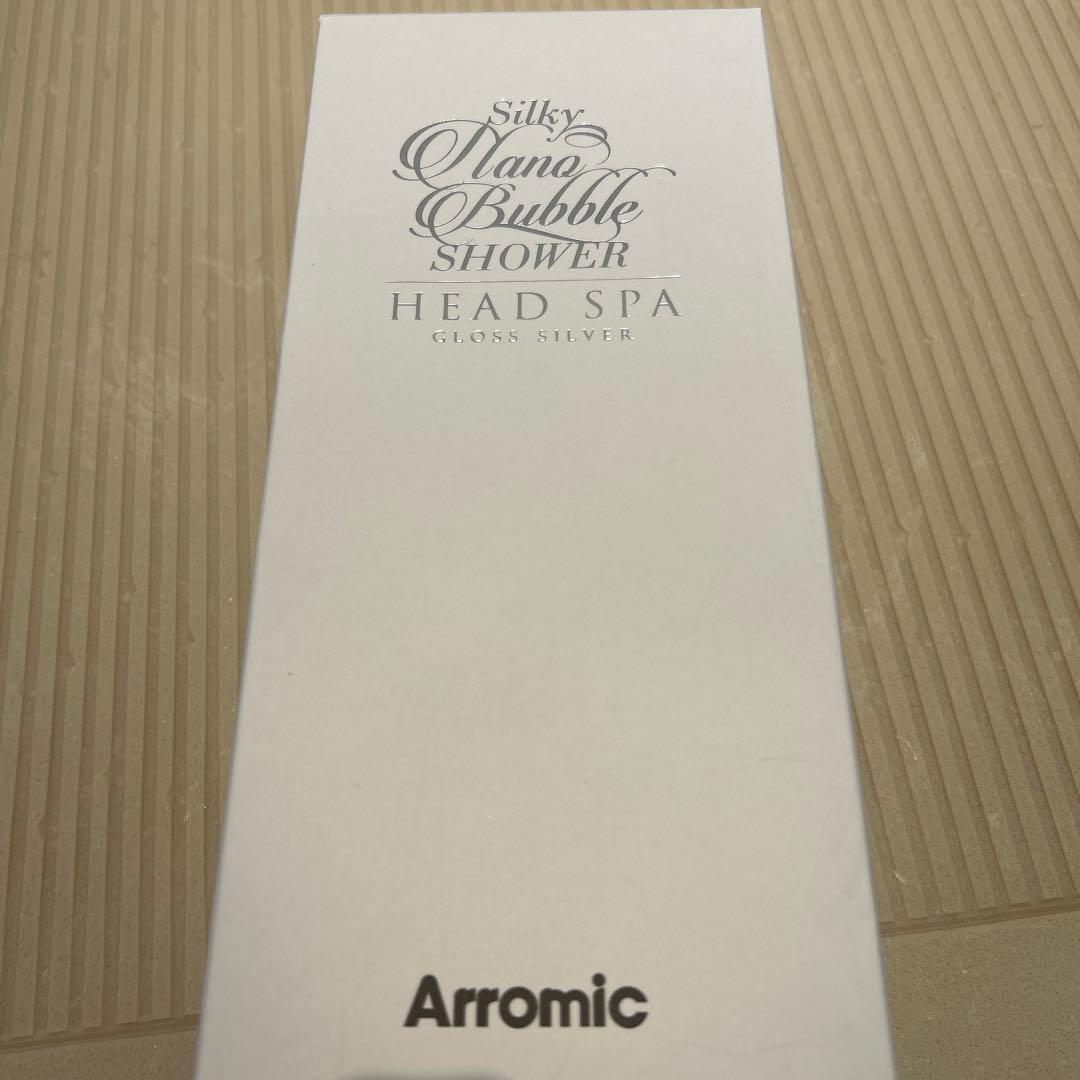 Silky
Nano
Bubble
SHOWER
HEAD SPA
GLOSS SILVER
Arromic